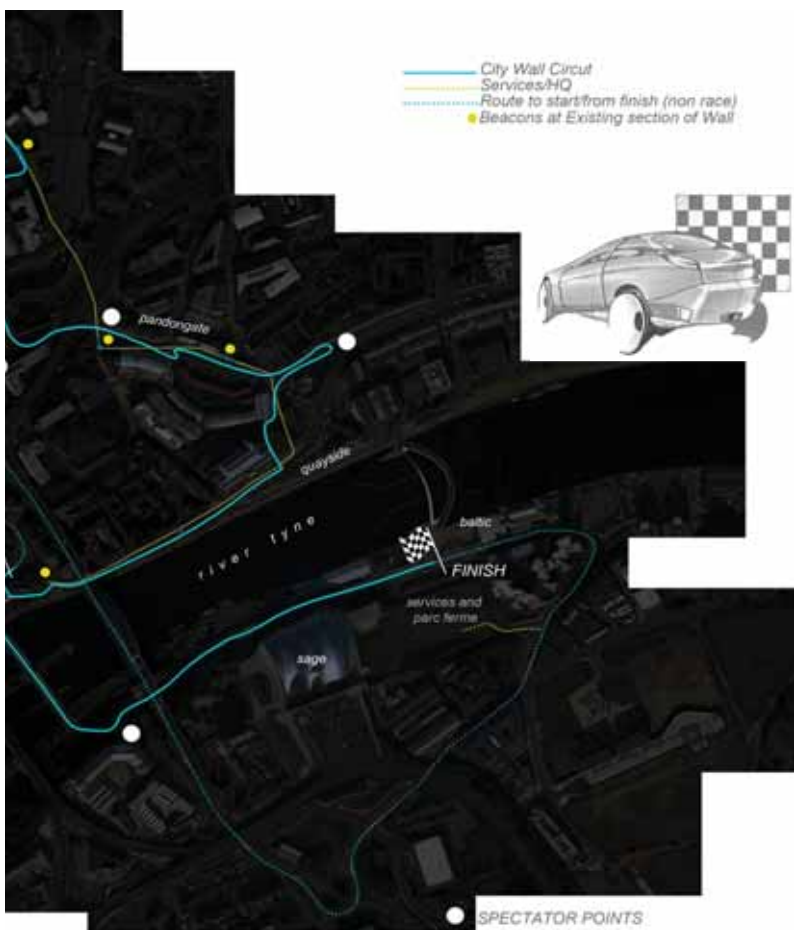 City Wall Circut
Services/HQ
Route to start/from finish (non race)
Beacons at Existing section of Wall
pandongate
quayside
river tyne
baltic
FINISH
services and
parc ferme
sage
SPECTATOR POINTS